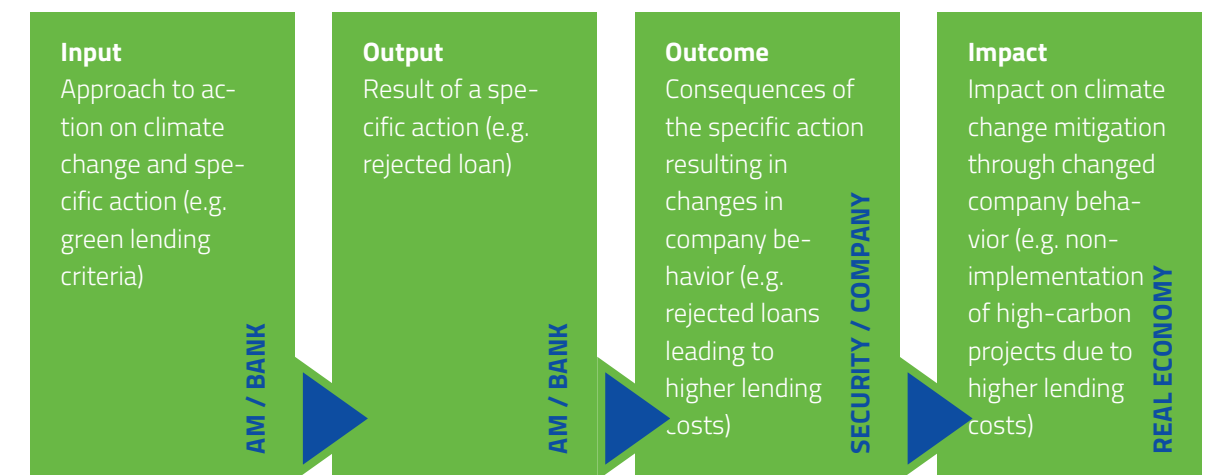 Input
Approach to ac-
tion on climate
change and spe-
cific action (e.g.
green lending
criteria)
AM / BANK
Output
Result of a spe-
cific action (e.g.
rejected loan)
AM / BANK
Outcome
Consequences of
the specific action
resulting in
changes in
company be-
havior (e.g.
rejected loans
leading to
higher lending
costs)
SECURITY / COMPANY
Impact
Impact on climate
change mitigation
through changed
company beha-
vior (e.g. non-
implementation
of high-carbon
projects due to
higher lending
costs)
REAL ECONOMY